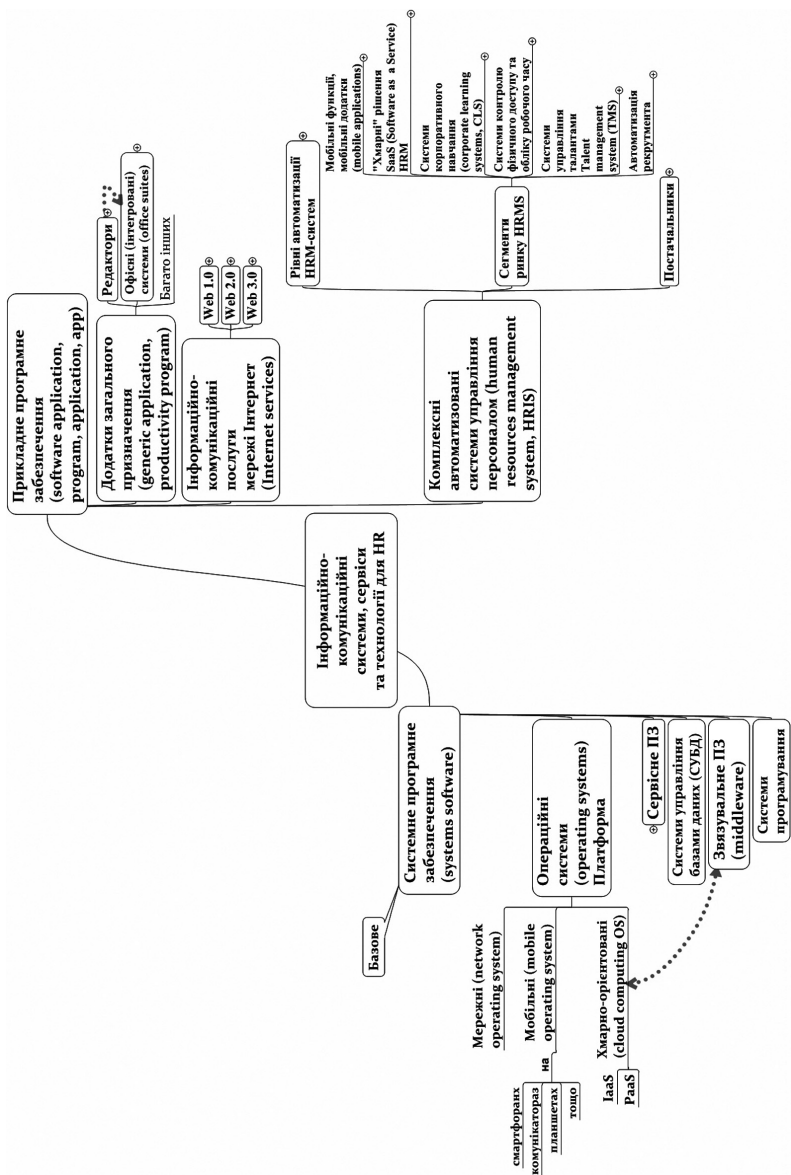 Інформаційно-
комунікаційні
системи, сервіси
та технології для HR
Прикладне програмне
забезпечення
(software application,
program, application, app)
Додатки загального
призначення
(generic application,
productivity program)
Редактори
Офісні (інтегровані)
системи (office suites)
Багато інших
Інформаційно-
комунікаційні
послуги
мережі Інтернет
(Internet services)
Web 1.0
Web 2.0
Web 3.0
Комплексні
автоматизовані
системи управління
персоналом (human
resources management
system, HRIS)
Рівні автоматизації
HRM-систем
Сегменти
ринку HRMS
Мобільні функції,
мобільні додатки
(mobile applications)
"Хмарні" рішення
SaaS (Software as a Service)
HRM
Системи
корпоративного
навчання
(corporate learning
systems, CLS)
Системи контролю
фізичного доступу та
обліку робочого часу
Системи
управління
талантами
Talent
management
system (TMS)
Автоматизація
рекрутмента
Постачальники
Системне програмне
забезпечення
(systems software)
Базове
Операційні
системи
(operating systems)
Платформа
Мережні (network
operating system)
Мобільні (mobile
operating system)
на
смартфоранх
комунікатораз
планшетах
тощо
Хмарно-орієнтовані
(cloud computing OS)
IaaS
PaaS
Сервісне ПЗ
Системи управління
базами даних (СУБД)
Звязувальне ПЗ
(middleware)
Системи
програмування